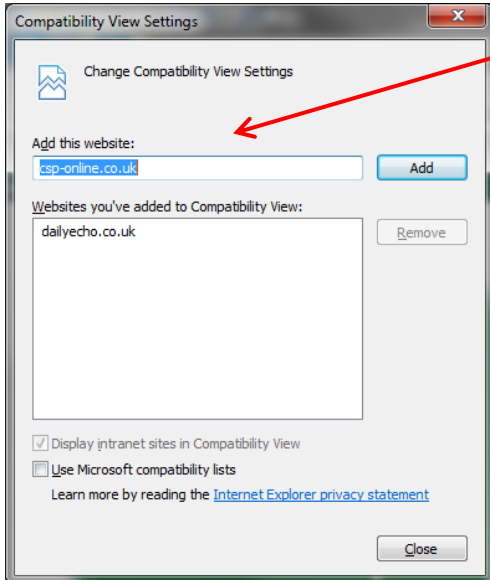 Compatibility View Settings
Change Compatibility View Settings
Add this website:
csp-online.co.uk
Add
Websites you've added to Compatibility View:
dailyecho.co.uk
Remove
Display intranet sites in Compatibility View
Use Microsoft compatibility lists
Learn more by reading the Internet Explorer privacy statement
Close